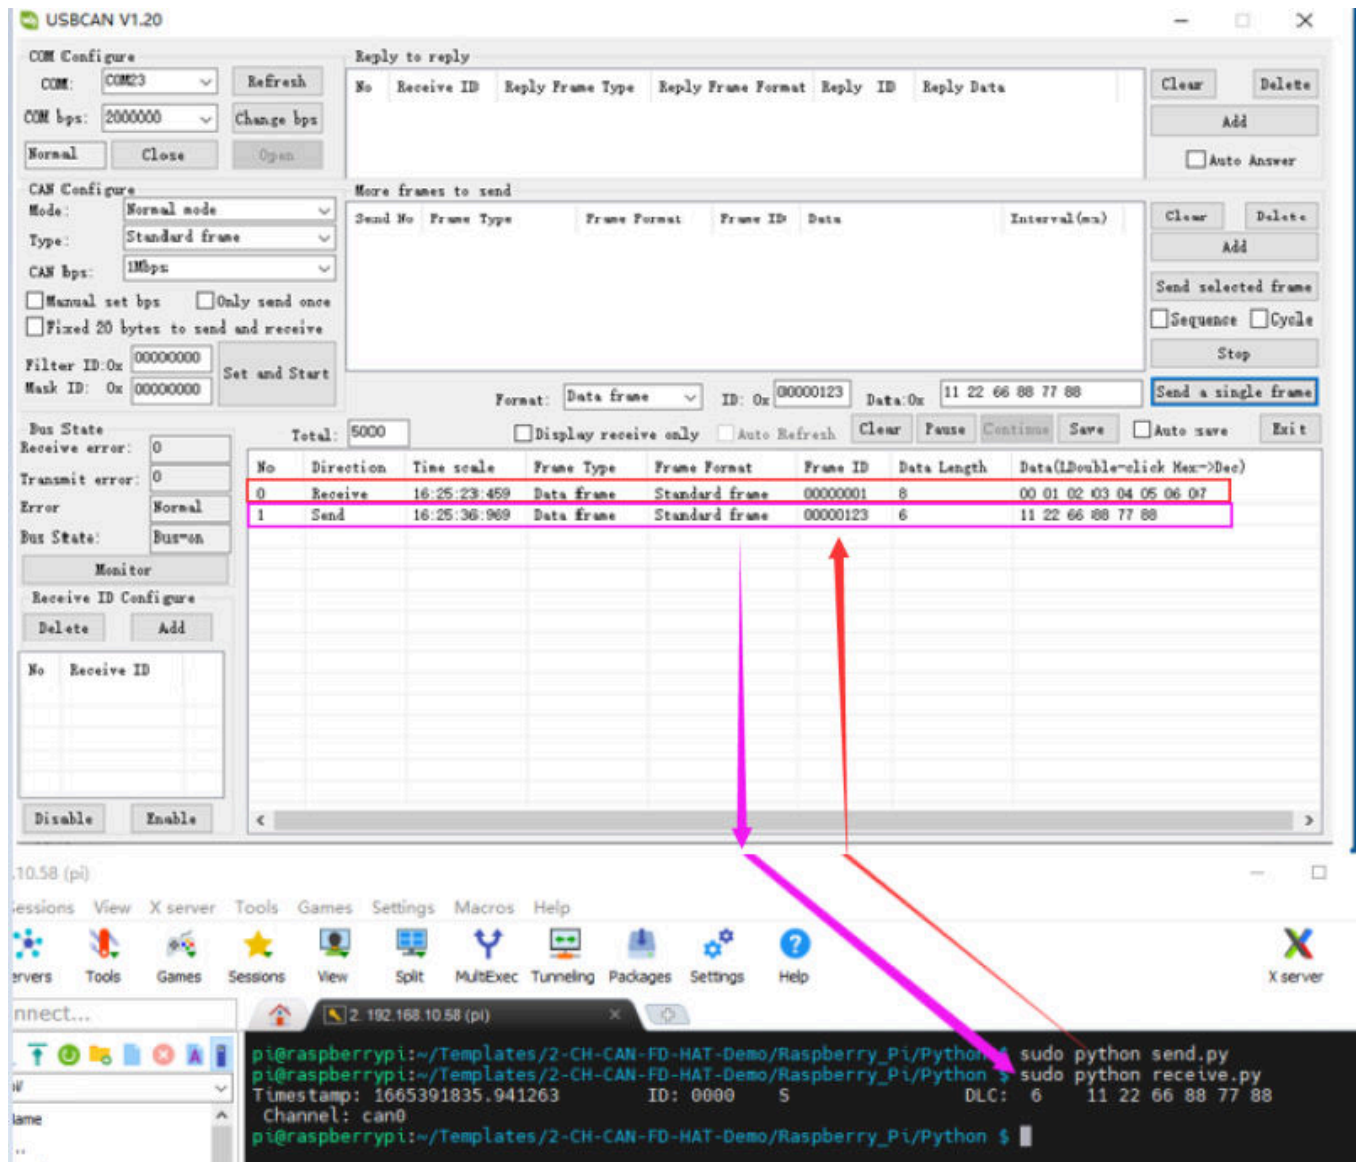 USBCAN V1.20
COM Configure
COM: COM23 Refresh
COM bps: 2000000 Change bps
Normal Close Open
Reply to reply
No Receive ID Reply Frame Type Reply Frame Format Reply ID Reply Data
Clear Delete
Add
Auto Answer
CAN Configure
Mode: Normal mode
Type: Standard frame
CAN bps: 1Mbps
Manual set bps Only send once
Fixed 20 bytes to send and receive
Filter ID:0x 00000000
Mask ID: 0x 00000000
Set and Start
More frames to send
Send No Frame Type Frame Format Frame ID Data Interval(ms)
Clear Delete
Add
Send selected frame
Sequence Cycle
Stop
Format: Data frame ID: 0x 00000123 Data:0x 11 22 66 88 77 88 Send a single frame
Total: 5000 Display receive only Auto Refresh Clear Pause Continue Save Auto save Exit
Bus State
Receive error: 0
Transmit error: 0
Error Normal
Bus State: Bus-on
Monitor
Receive ID Configure
Delete Add
No Receive ID
Disable Enable
No Direction Time scale Frame Type Frame Format Frame ID Data Length Data(LDouble-click Hex->Dec)
0 Receive 16:25:23:459 Data frame Standard frame 00000001 8 00 01 02 03 04 05 06 07
1 Send 16:25:36:969 Data frame Standard frame 00000123 6 11 22 66 88 77 88
.10.58 (pi)
essions View X server Tools Games Settings Macros Help
ervers Tools Games Sessions View Split MultiExec Tunneling Packages Settings Help X server
nnect...
2. 192.168.10.58 (pi)
ame
..
pi@raspberrypi:~/Templates/2-CH-CAN-FD-HAT-Demo/Raspberry_Pi/Python $ sudo python send.py
pi@raspberrypi:~/Templates/2-CH-CAN-FD-HAT-Demo/Raspberry_Pi/Python $ sudo python receive.py
Timestamp: 1665391835.941263 ID: 0000 S DLC: 6 11 22 66 88 77 88
Channel: can0
pi@raspberrypi:~/Templates/2-CH-CAN-FD-HAT-Demo/Raspberry_Pi/Python $